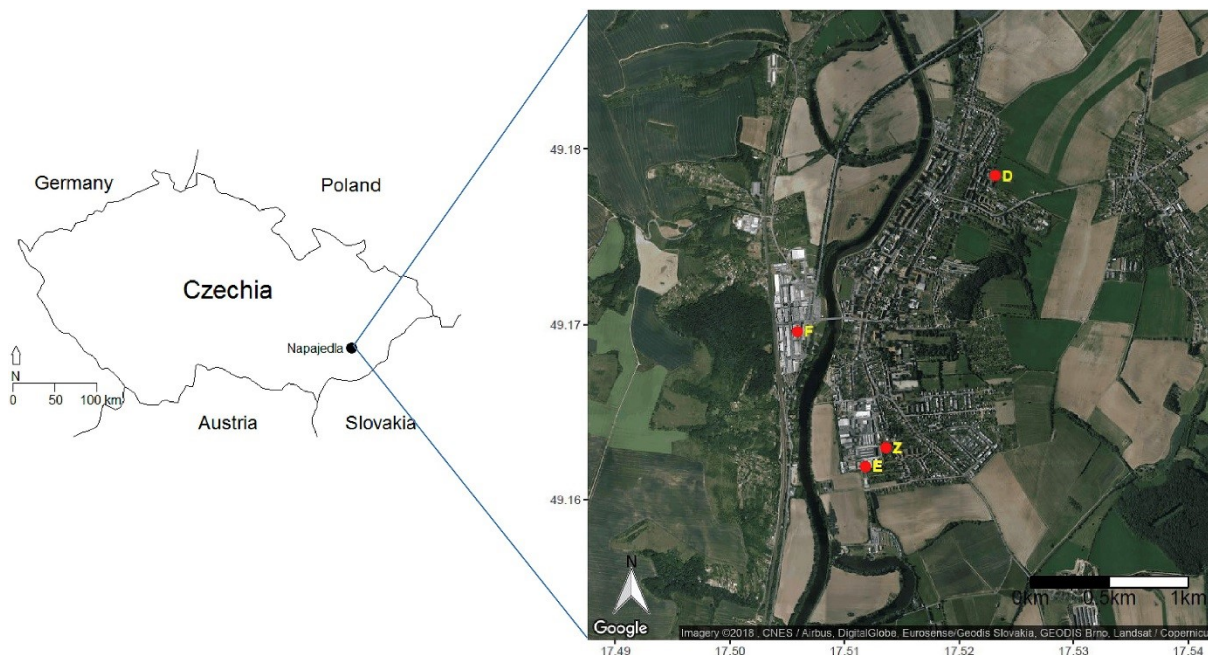 Germany
Poland
Czechia
Napajedla
N
0 50 100 km
Austria
Slovakia
49.18
49.17
49.16
D
F
Z
E
N
0km 0.5km 1km
Google
Imagery ©2018 , CNES / Airbus, DigitalGlobe, Eurosense/Geodis Slovakia, GEODIS Brno, Landsat / Copernicu
17.49 17.50 17.51 17.52 17.53 17.54